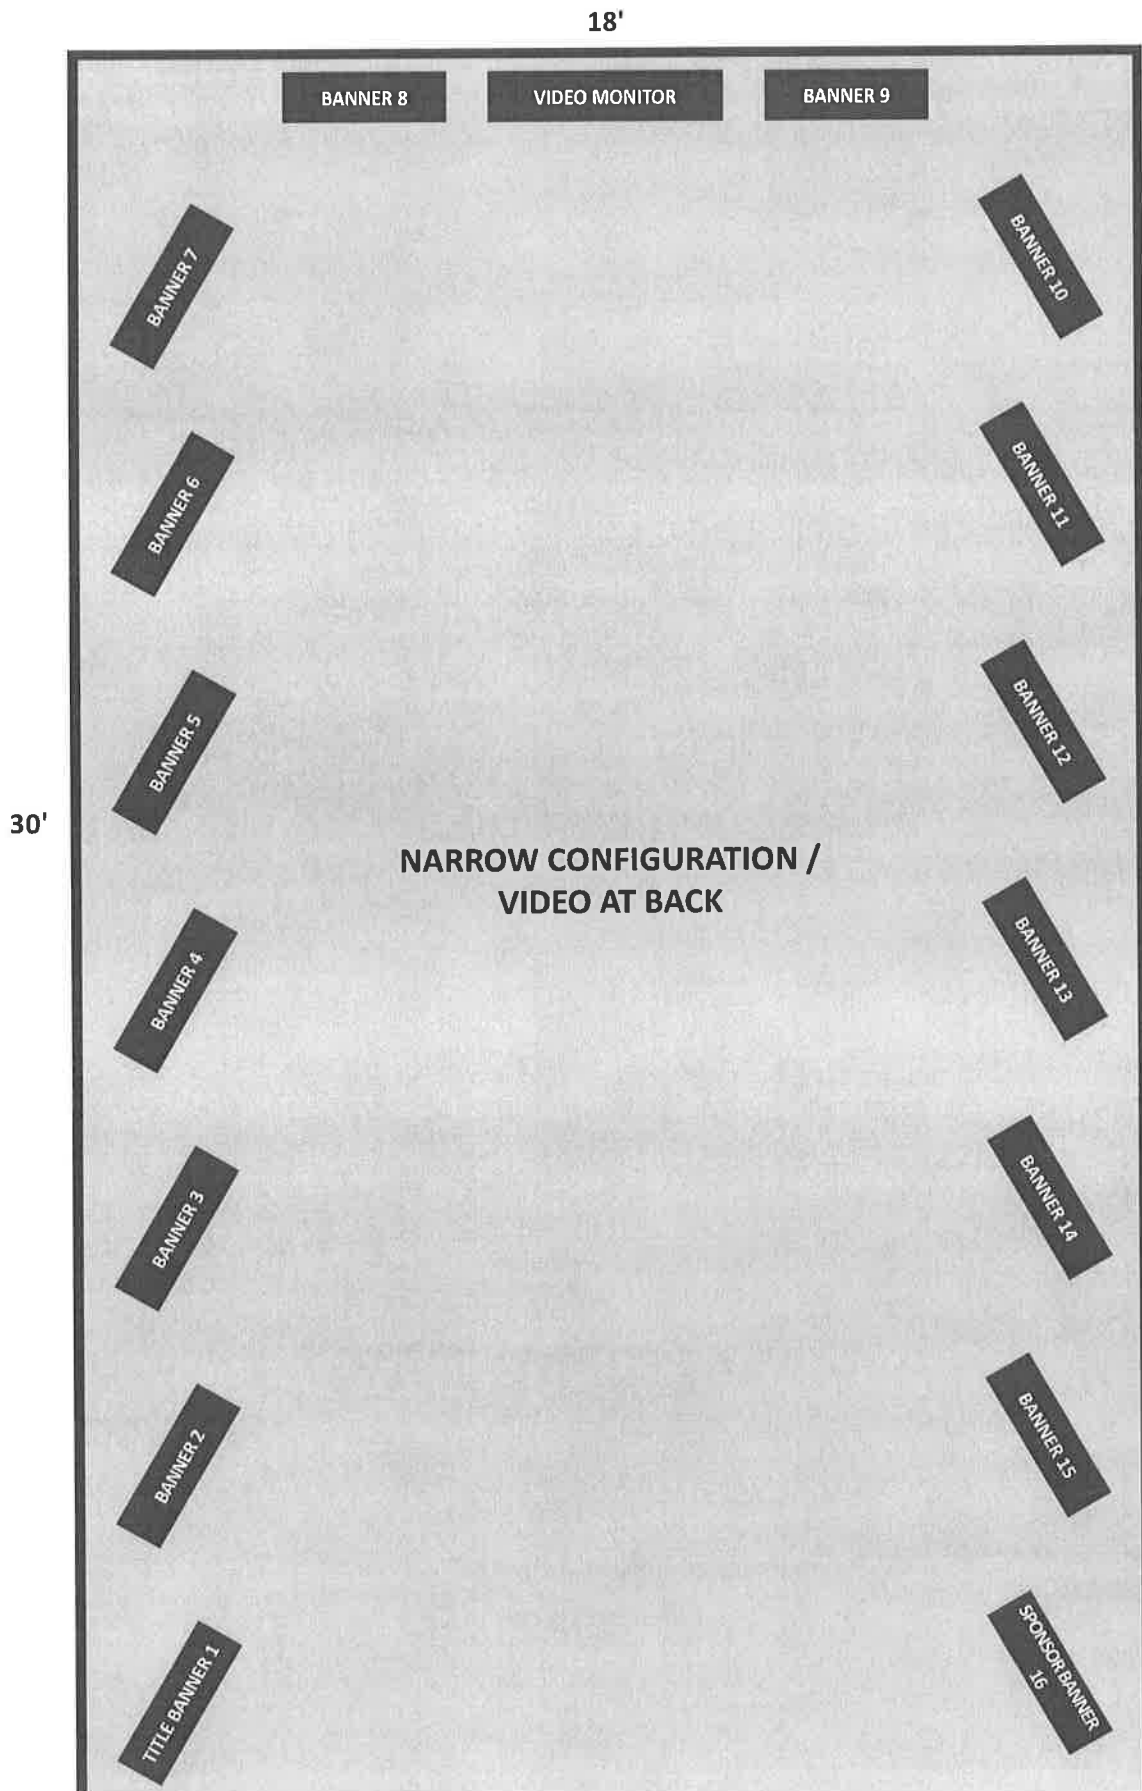 18'
BANNER 8
VIDEO MONITOR
BANNER 9
BANNER 7
BANNER 10
BANNER 6
BANNER 11
BANNER 5
BANNER 12
30'
NARROW CONFIGURATION /
VIDEO AT BACK
BANNER 4
BANNER 13
BANNER 3
BANNER 14
BANNER 2
BANNER 15
TITLE BANNER 1
SPONSOR BANNER
16